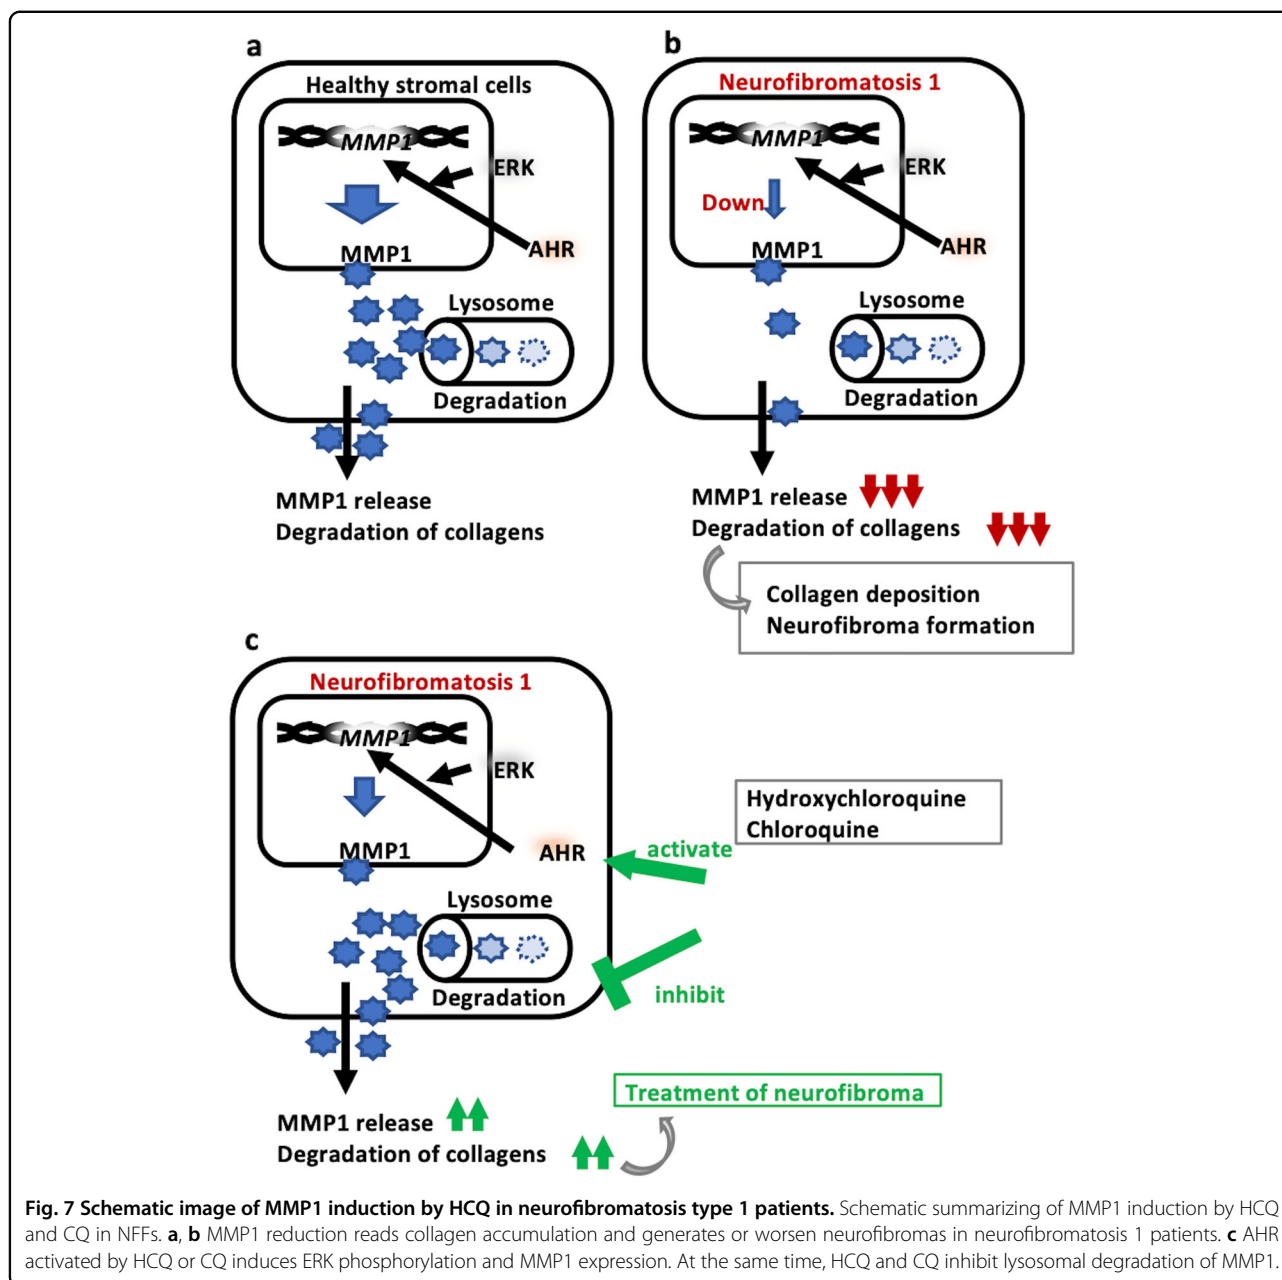 a
Healthy stromal cells
MMP1
ERK
MMP1
AHR
Lysosome
Degradation
MMP1 release
Degradation of collagens
b
Neurofibromatosis 1
MMP1
ERK
Down
MMP1
AHR
Lysosome
Degradation
MMP1 release
Degradation of collagens
Collagen deposition
Neurofibroma formation
c
Neurofibromatosis 1
MMP1
ERK
MMP1
AHR
Lysosome
Degradation
Hydroxychloroquine
Chloroquine
activate
inhibit
MMP1 release
Degradation of collagens
Treatment of neurofibroma
Fig. 7 Schematic image of MMP1 induction by HCQ in neurofibromatosis type 1 patients. Schematic summarizing of MMP1 induction by HCQ
and CQ in NFFs. a, b MMP1 reduction reads collagen accumulation and generates or worsen neurofibromas in neurofibromatosis 1 patients. c AHR
activated by HCQ or CQ induces ERK phosphorylation and MMP1 expression. At the same time, HCQ and CQ inhibit lysosomal degradation of MMP1.